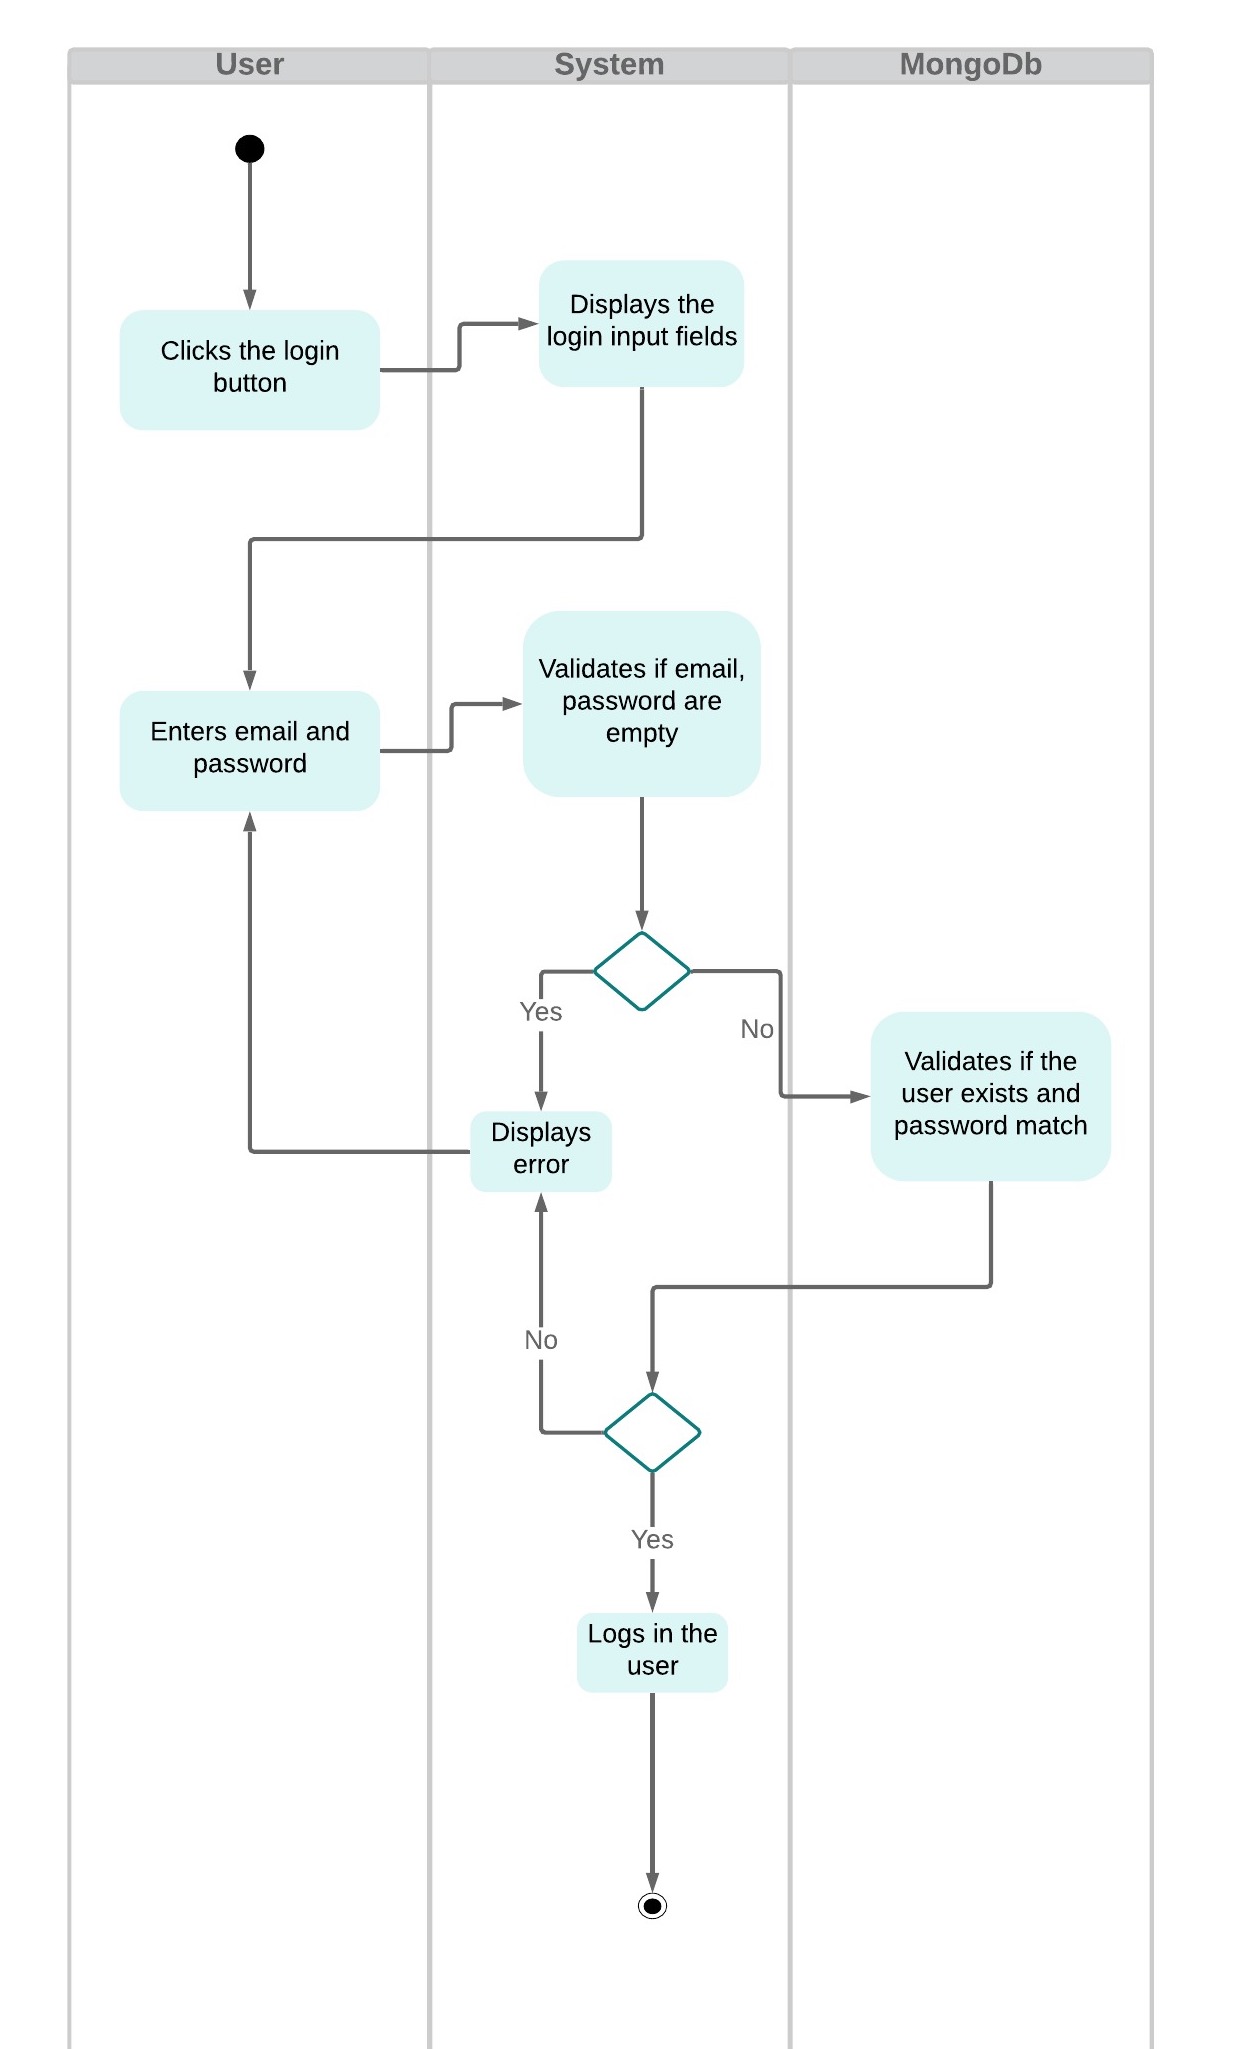 User
System
MongoDb
Displays the
login input fields
Clicks the login
button
Validates if email,
password are
empty
Enters email and
password
Yes
No
Validates if the
user exists and
password match
Displays
error
No
Yes
Logs in the
user